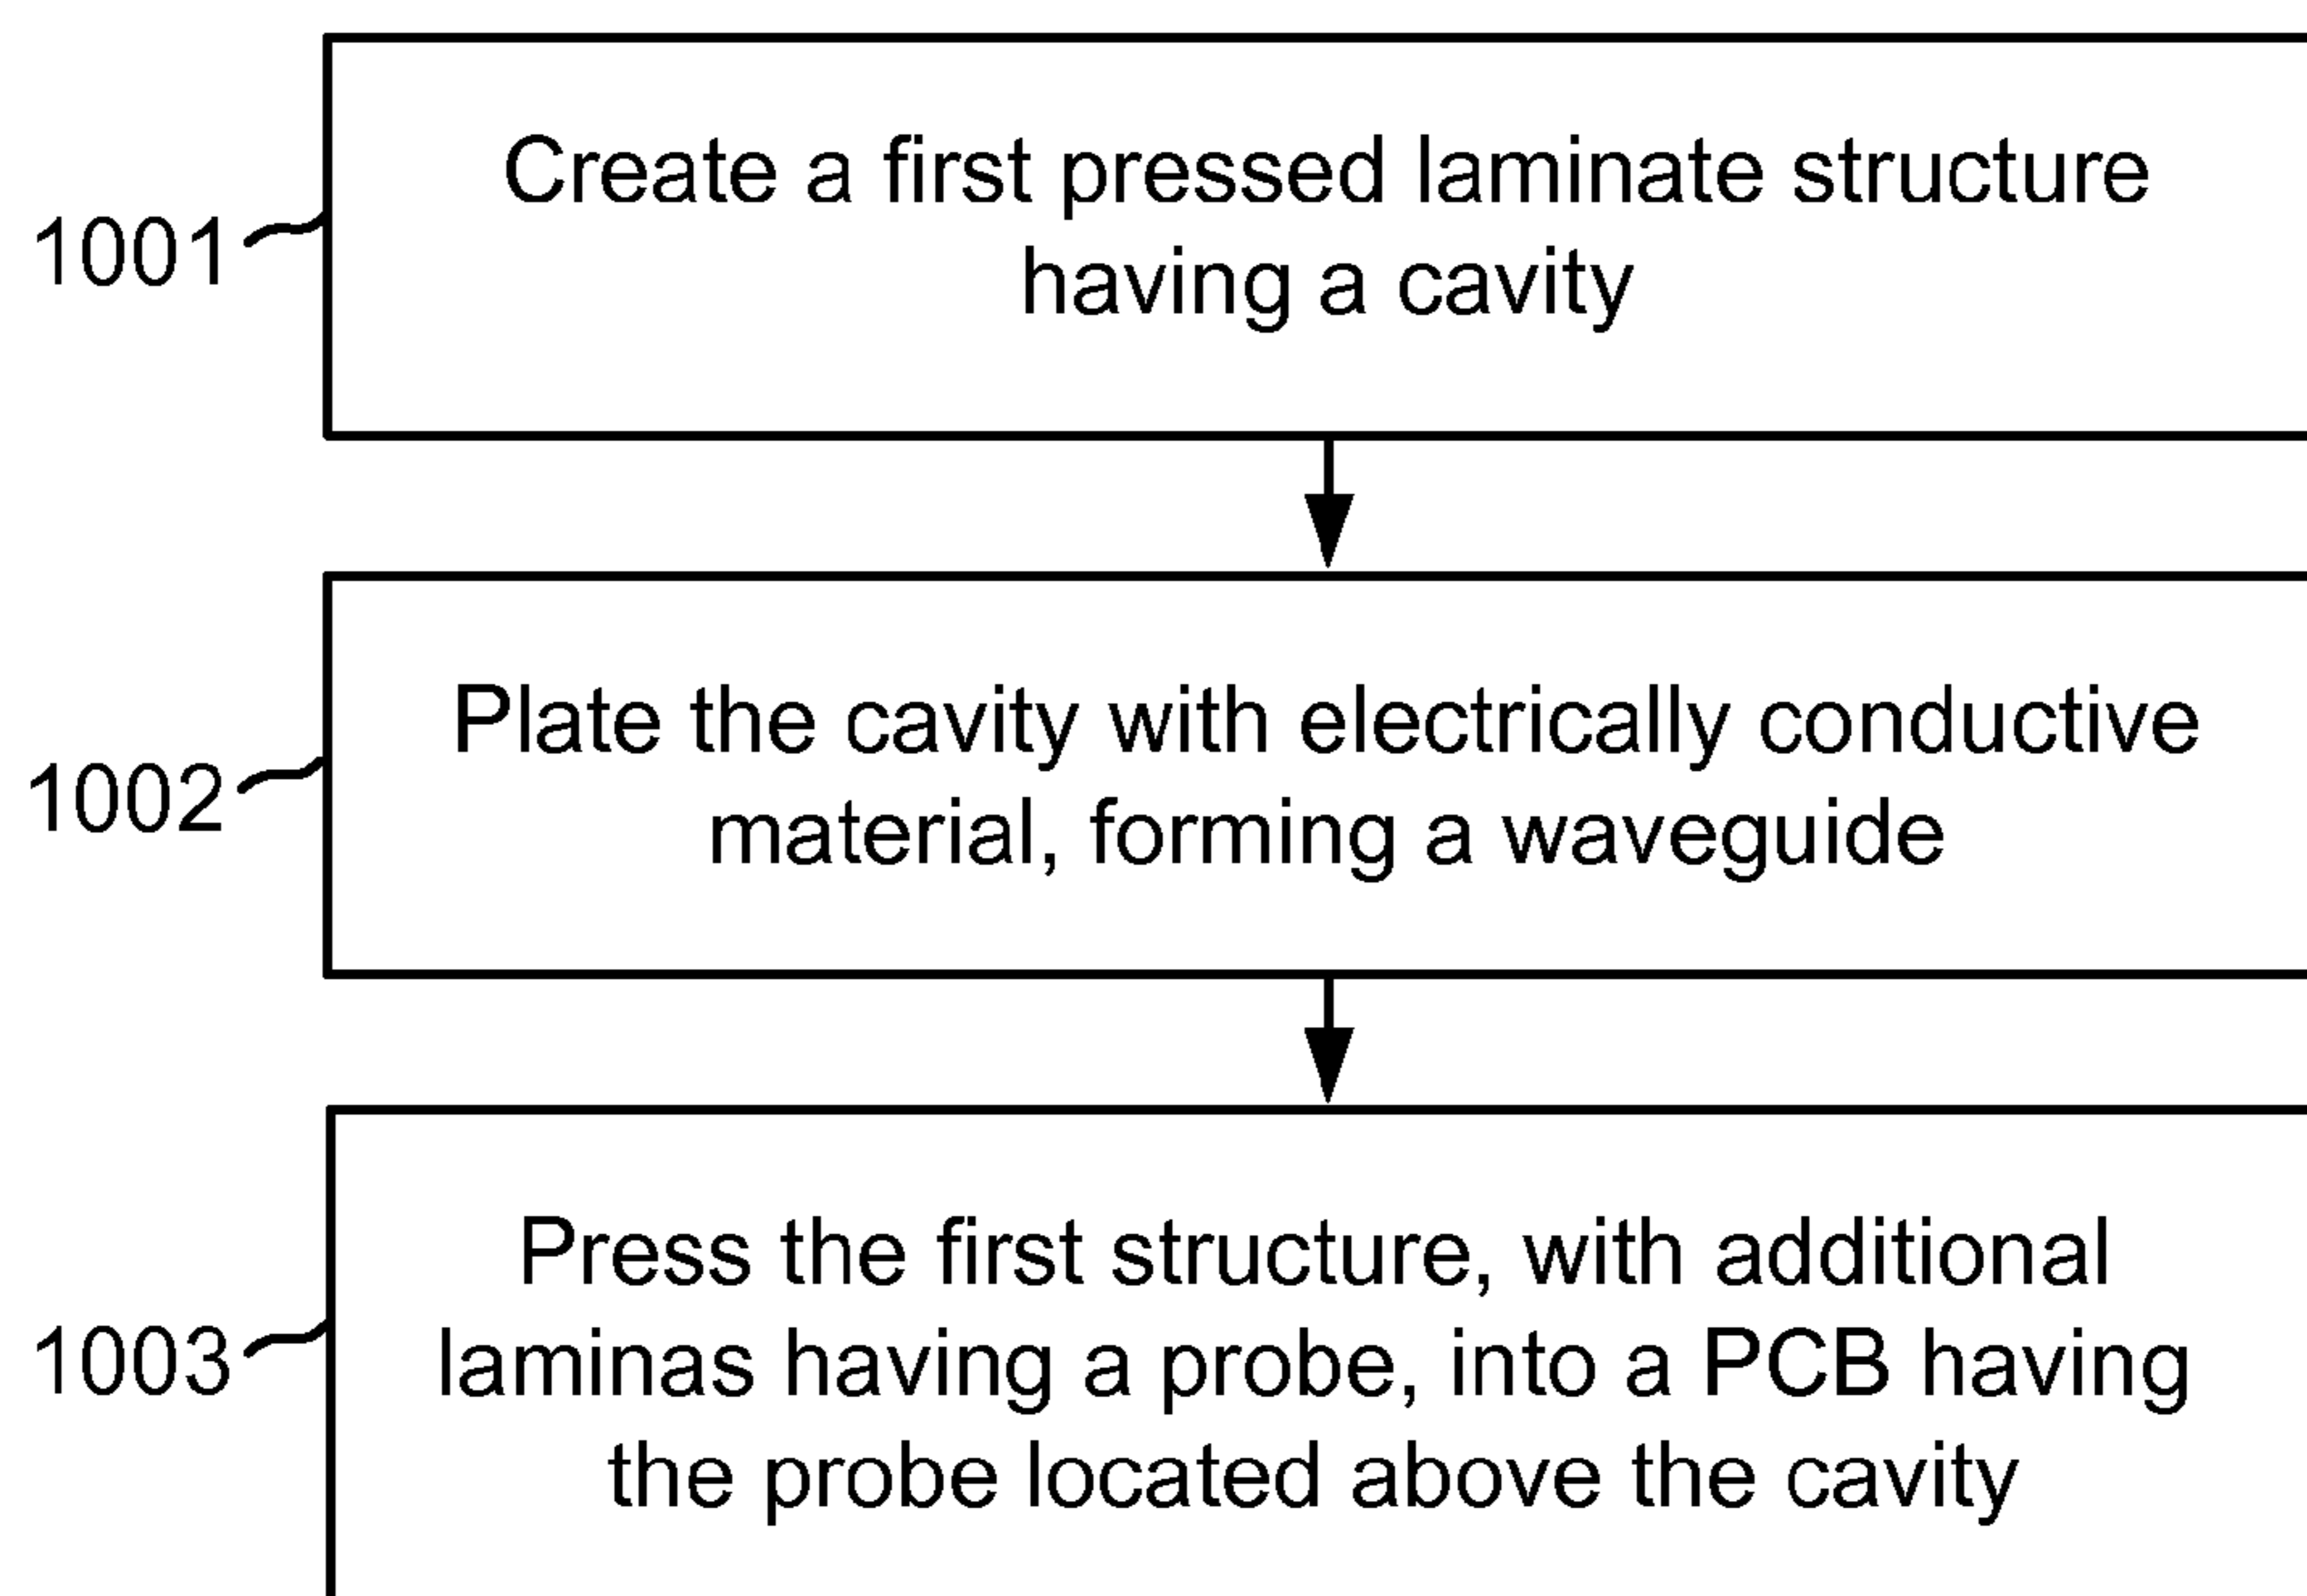 Create a first pressed laminate structure
1001
having a cavity
Plate the cavity with electrically conductive
1002
material, forming a waveguide
Press the first structure, with additional
1003
laminas having a probe, into a PCB having
the probe located above the cavity